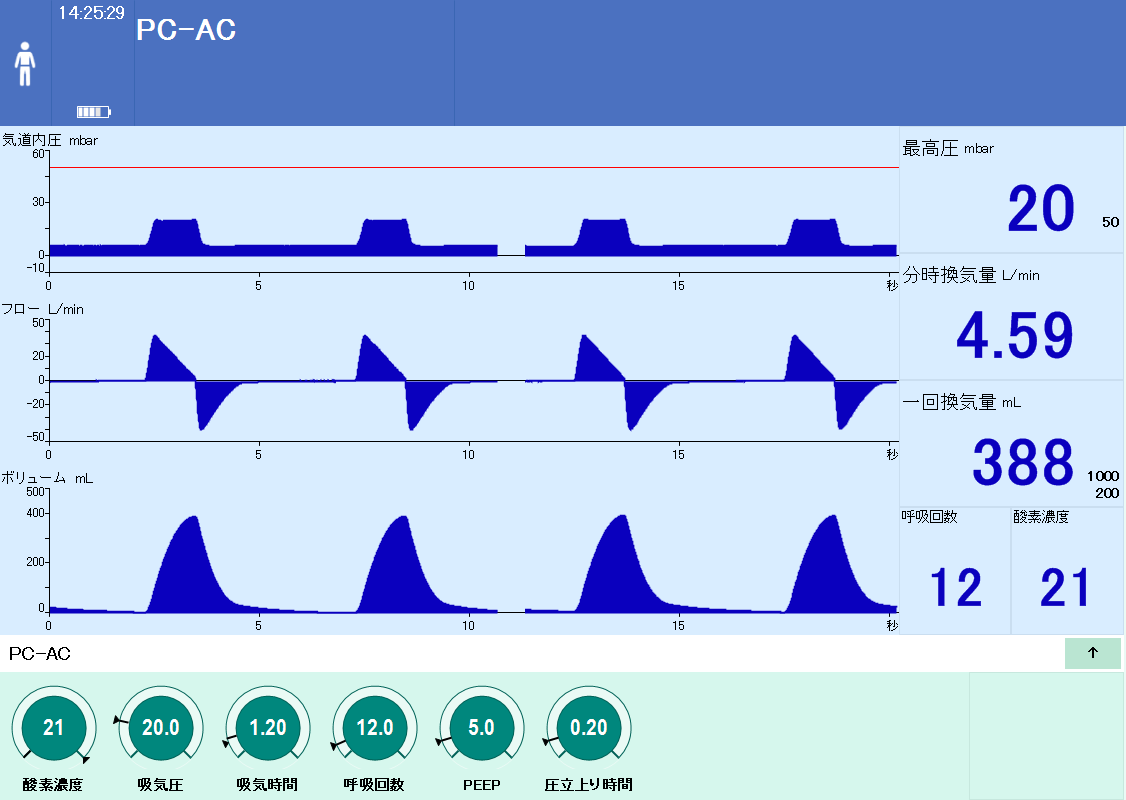 14:25:29
PC-AC
気道内圧 mbar
60
30
0
-10
0 5 10 15 秒
最高圧 mbar
20 50
フロー L/min
50
20
0
-20
-50
0 5 10 15 秒
分時換気量 L/min
4.59
ボリューム mL
500
400
200
0
0 5 10 15 秒
一回換気量 mL
388 1000
200
呼吸回数 酸素濃度
12 21
PC-AC ↑
21 20.0 1.20 12.0 5.0 0.20
酸素濃度 吸気圧 吸気時間 呼吸回数 PEEP 圧立上り時間